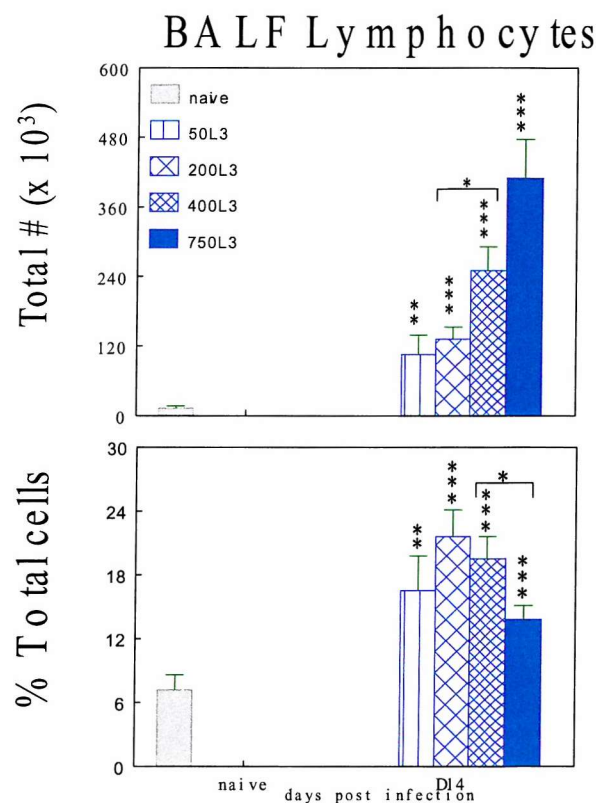 BALF Lymphocytes
Total # (x 10³)
600
480
360
240
120
0
naive
50L3
200L3
400L3
750L3
**
***
*
***
***
% Total cells
30
24
18
12
6
0
**
***
*
***
***
naive
D14
days post infection